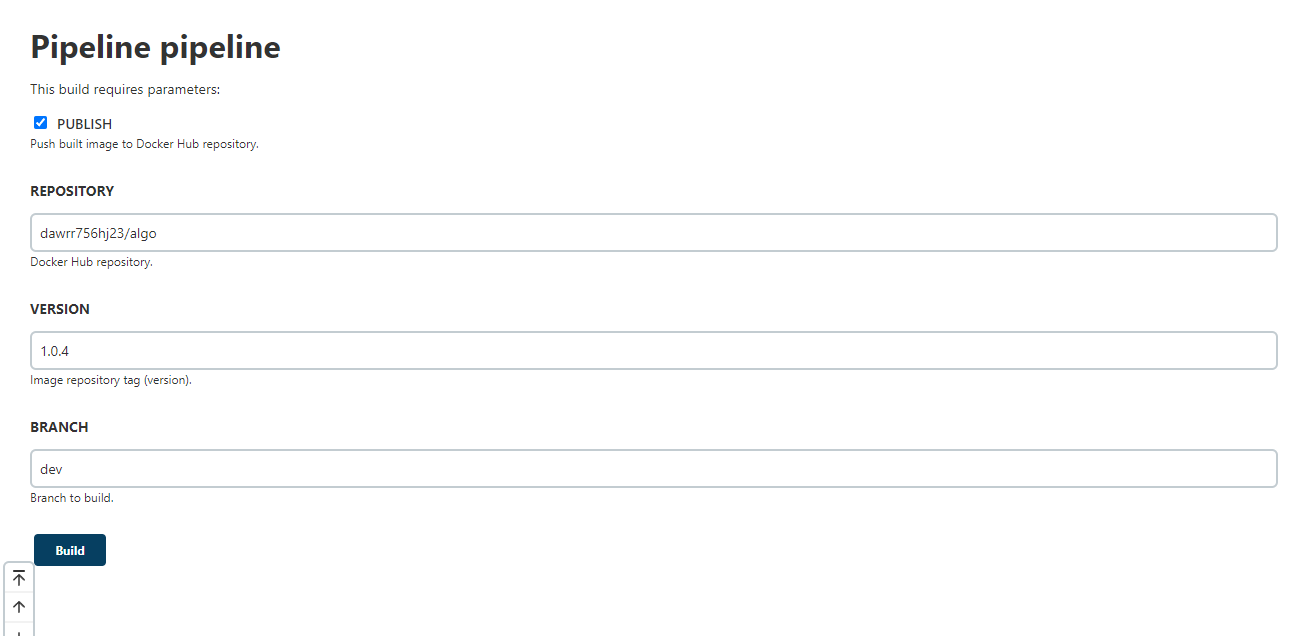 Pipeline pipeline
This build requires parameters:
PUBLISH
Push built image to Docker Hub repository.
REPOSITORY
dawrr756hj23/algo
Docker Hub repository.
VERSION
1.0.4
Image repository tag (version).
BRANCH
dev
Branch to build.
Build